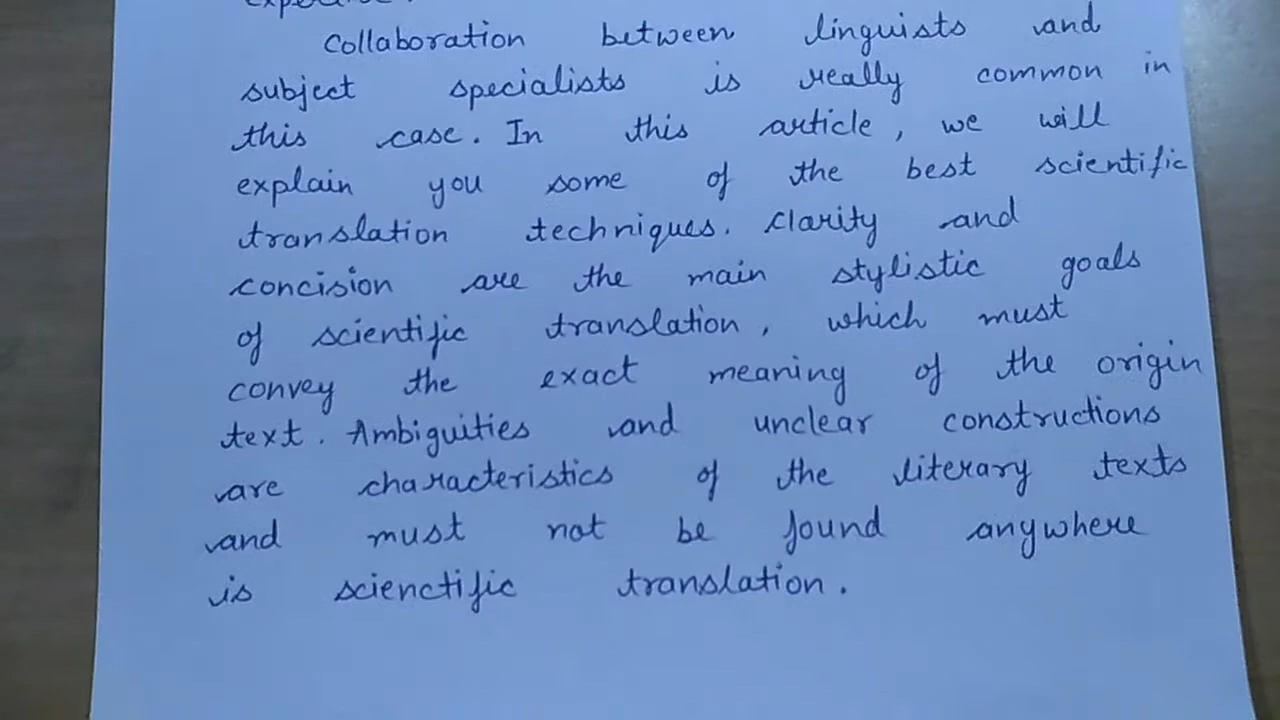 Collaboration between linguists and
subject specialists is really common in
this case. In this article, we will
explain you some of the best scientific
translation techniques. Clarity and
concision are the main stylistic goals
of scientific translation, which must
convey the exact meaning of the origin
text. Ambiguities and unclear constructions
are characteristics of the literary texts
and must not be found anywhere
is scienctific translation.